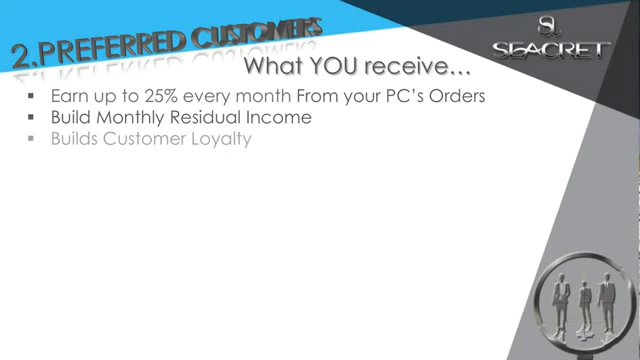 2.PREFERRED CUSTOMERS
SEACRET
What YOU receive…
▪ Earn up to 25% every month From your PC's Orders
▪ Build Monthly Residual Income
▪ Builds Customer Loyalty